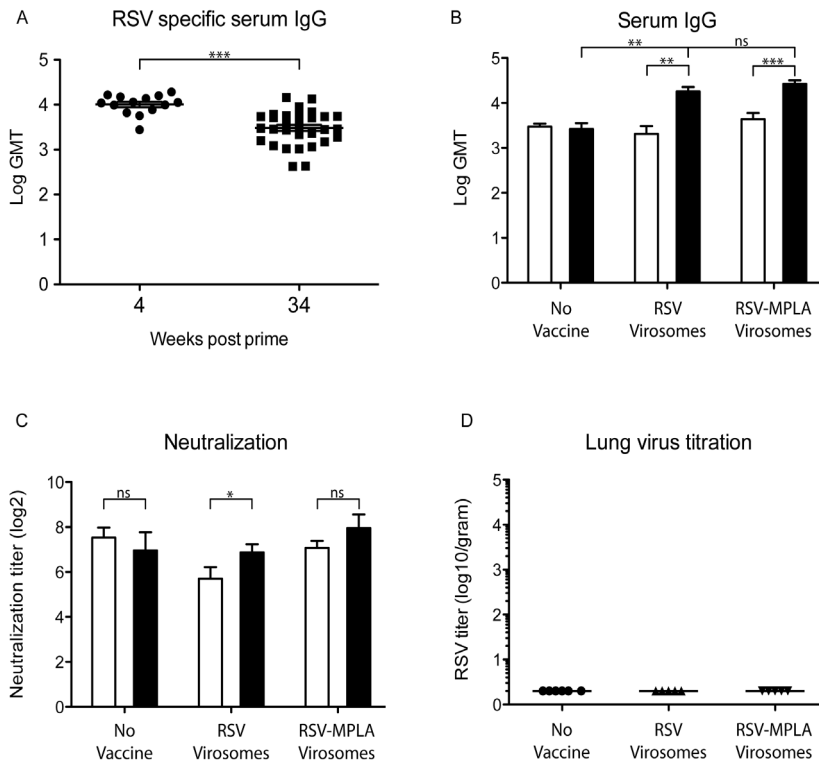 A
RSV specific serum IgG
***
5
4
3
2
1
0
Log GMT
4
34
Weeks post prime
B
Serum IgG
**
ns
**
***
5
4
3
2
1
0
Log GMT
No
Vaccine
RSV
Virosomes
RSV-MPLA
Virosomes
C
Neutralization
ns
*
ns
10
8
6
4
2
0
Neutralization titer (log2)
No
Vaccine
RSV
Virosomes
RSV-MPLA
Virosomes
D
Lung virus titration
5
4
3
2
1
0
RSV titer (log10/gram)
No
Vaccine
RSV
Virosomes
RSV-MPLA
Virosomes